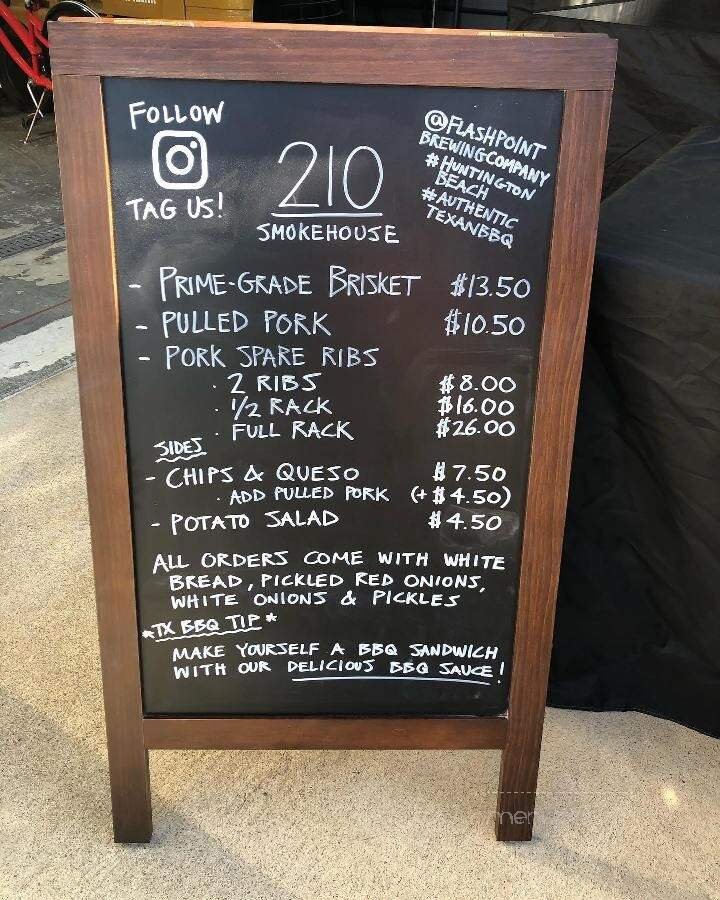 FOLLOW
TAG US!
210
SMOKEHOUSE
@FLASHPOINT
BREWINGCOMPANY
#HUNTINGTON
BEACH
#AUTHENTIC
TEXANBBQ
- PRIME-GRADE BRISKET $13.50
- PULLED PORK $10.50
- PORK SPARE RIBS
· 2 RIBS $8.00
· 1/2 RACK $16.00
· FULL RACK $26.00
SIDES
- CHIPS & QUESO $7.50
· ADD PULLED PORK (+$4.50)
- POTATO SALAD $4.50
ALL ORDERS COME WITH WHITE
BREAD, PICKLED RED ONIONS,
WHITE ONIONS & PICKLES
*TX BBQ TIP*
MAKE YOURSELF A BBQ SANDWICH
WITH OUR DELICIOUS BBQ SAUCE!